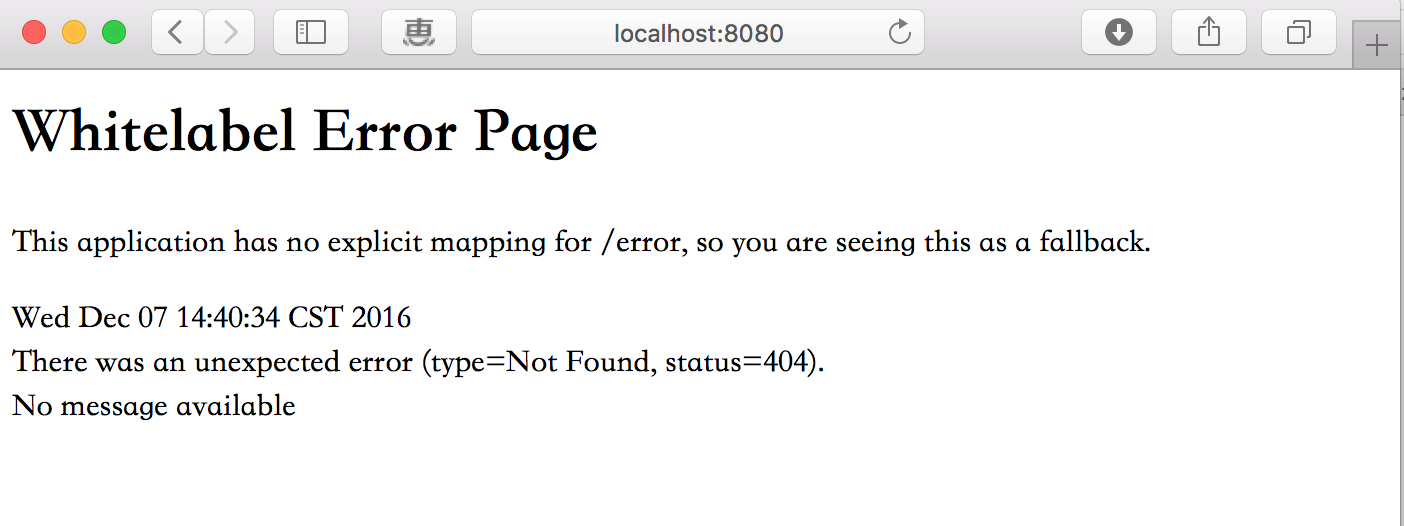 恵
localhost:8080
Whitelabel Error Page
This application has no explicit mapping for /error, so you are seeing this as a fallback.
Wed Dec 07 14:40:34 CST 2016
There was an unexpected error (type=Not Found, status=404).
No message available